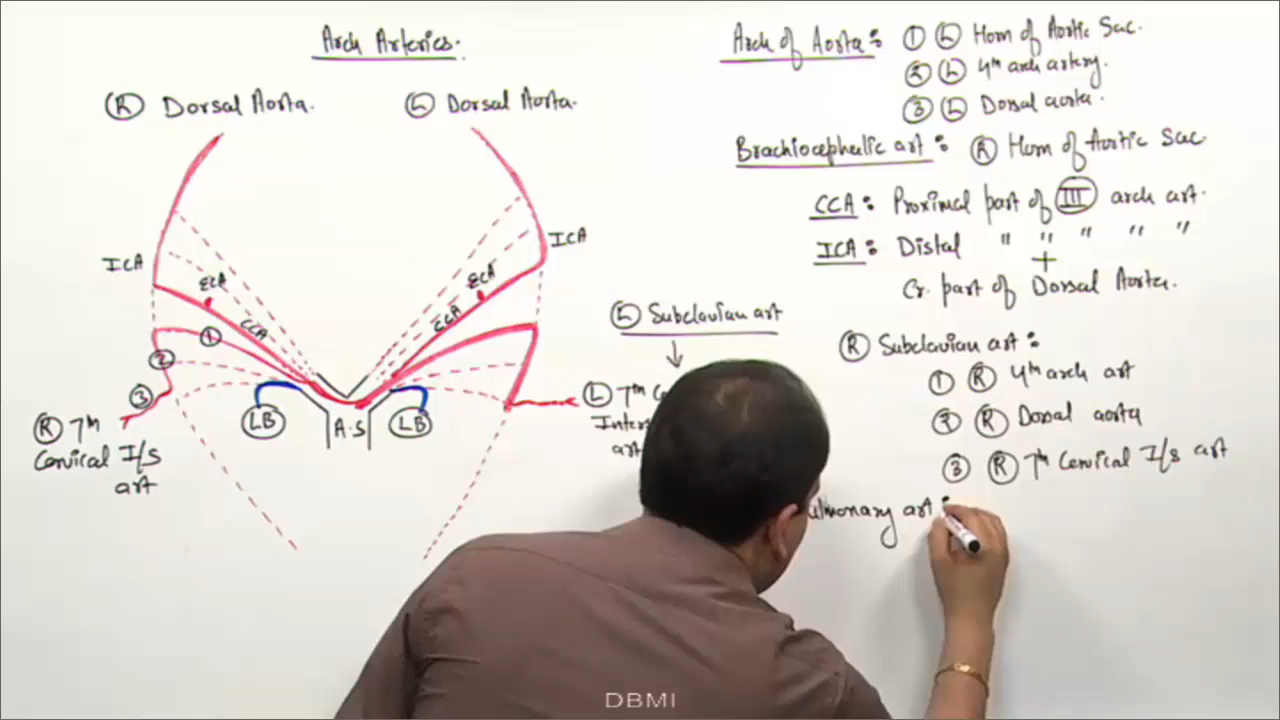 Arch Arteries.
(R) Dorsal Aorta.
(L) Dorsal Aorta.
ICA
ICA
ECA
ECA
CCA
CCA
1
2
3
(R) 7th
Cervical I/s
art
LB
A.S
LB
(L) Subclavian art
(L) 7th
art
Arch of Aorta: (1) (L) Horn of Aortic Sac.
(2) (L) 4th arch artery.
(3) (L) Dorsal aorta.
Brachiocephalic art: (R) Horn of Aortic Sac
CCA: Proximal part of III arch art.
ICA: Distal " " " " "
+
Cr. part of Dorsal Aorta.
(R) Subclavian art:
(1) (R) 4th arch art
(2) (R) Dorsal aorta
(3) (R) 7th Cervical I/s art
ulmonary art:
DBMI